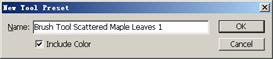 New Tool Preset
Name: Brush Tool Scattered Maple Leaves 1
OK
Include Color
Cancel